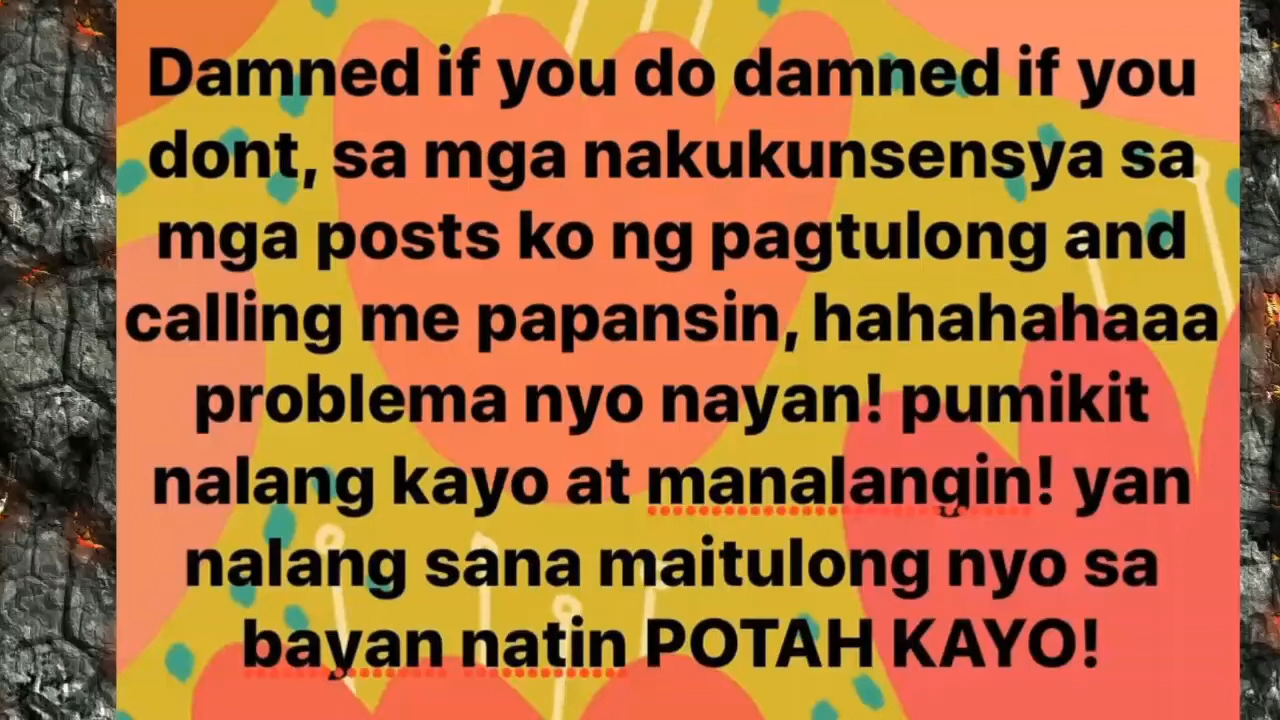 Damned if you do damned if you
dont, sa mga nakukunsensya sa
mga posts ko ng pagtulong and
calling me papansin, hahahahaaa
problema nyo nayan! pumikit
nalang kayo at manalangin! yan
nalang sana maitulong nyo sa
bayan natin POTAH KAYO!